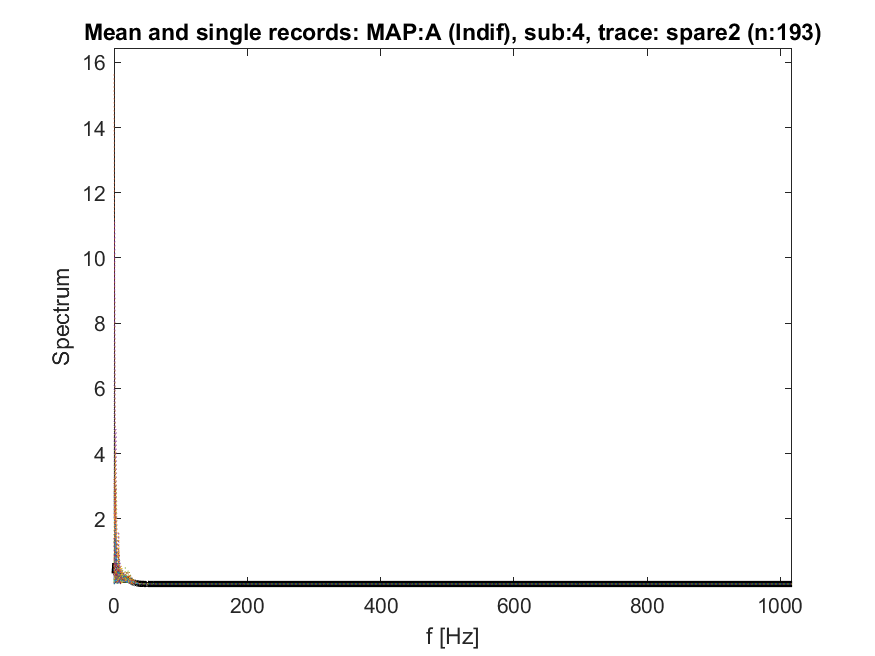 Mean and single records: MAP:A (Indif), sub:4, trace: spare2 (n:193)
16
14
12
10
8
6
4
2
Spectrum
0 200 400 600 800 1000
f [Hz]